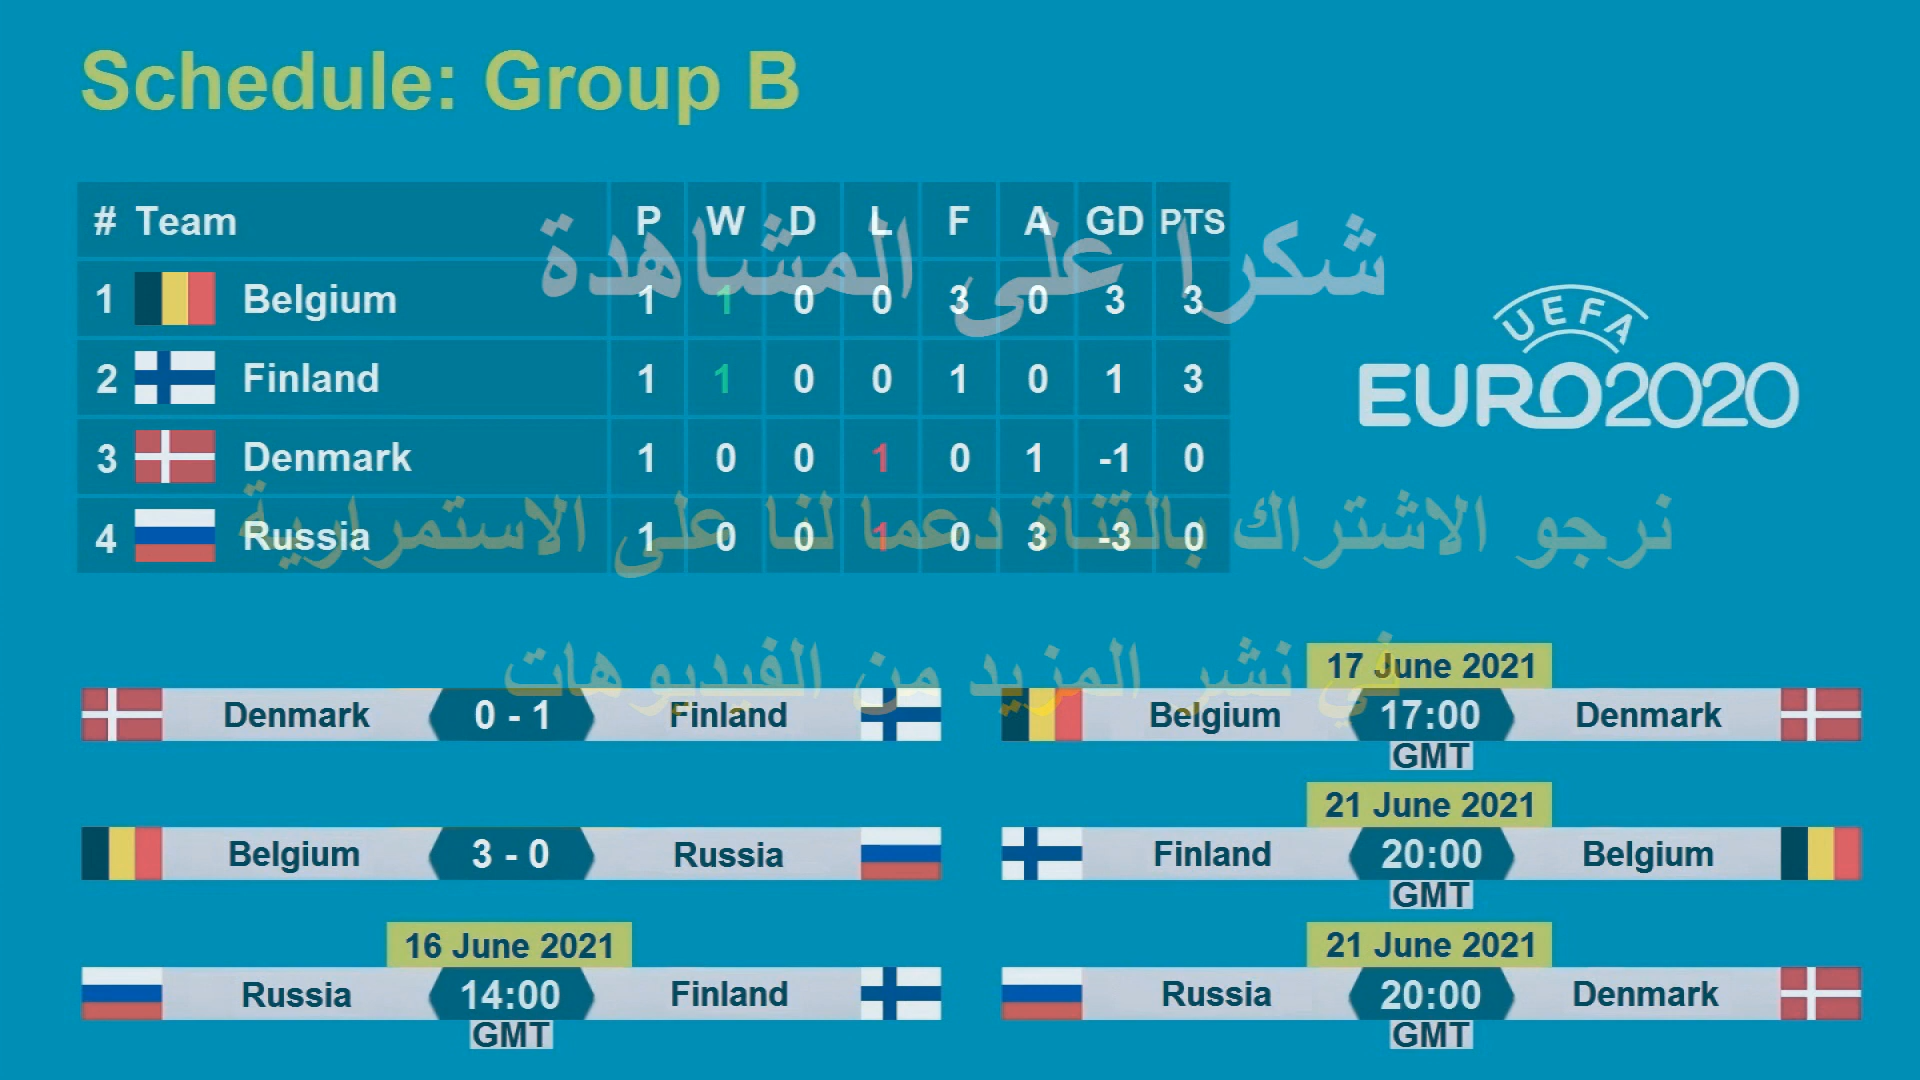 Schedule: Group B
# Team P W D L F A GD PTS
شكرا على المشاهدة
1 Belgium 1 1 0 0 3 0 3 3
UEFA
EURO2020
2 Finland 1 1 0 0 1 0 1 3
3 Denmark 1 0 0 1 0 1 -1 0
نرجو الاشتراك بالقناة دعما لنا على الاستمرارية
4 Russia 1 0 0 1 0 3 -3 0
في نشر المزيد من الفيديوهات
Denmark 0 - 1 Finland
17 June 2021
Belgium 17:00 Denmark
GMT
Belgium 3 - 0 Russia
21 June 2021
Finland 20:00 Belgium
GMT
16 June 2021
Russia 14:00 Finland
GMT
21 June 2021
Russia 20:00 Denmark
GMT